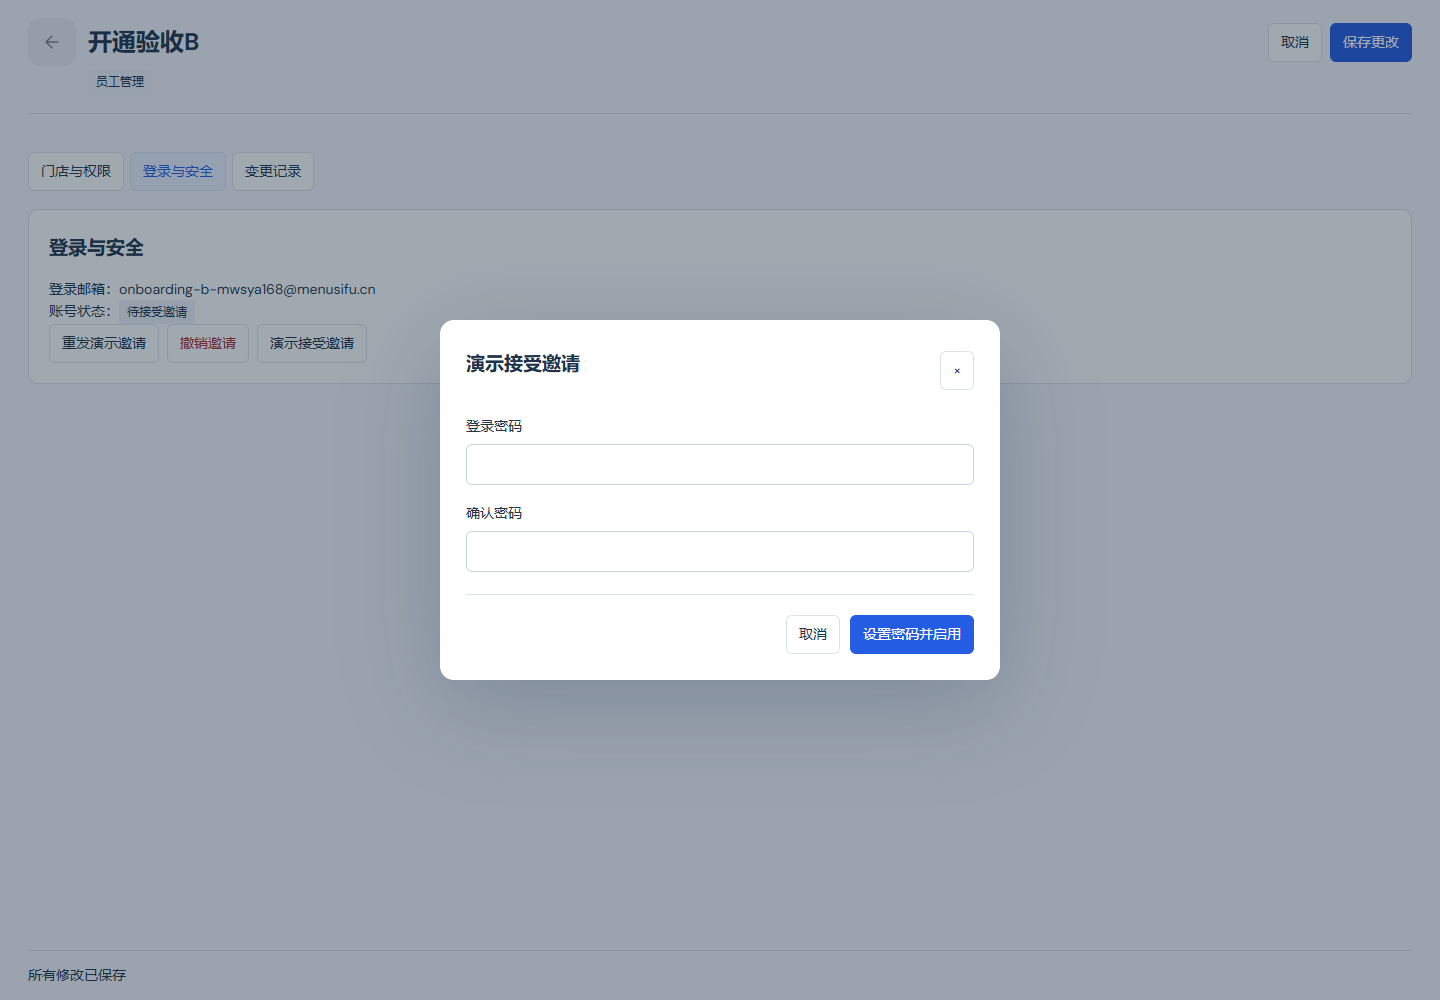 开通验收B
员工管理
取消
保存更改
门店与权限
登录与安全
变更记录
登录与安全
登录邮箱：onboarding-b-mwsya168@menusifu.cn
账号状态：待接受邀请
重发演示邀请
撤销邀请
演示接受邀请
演示接受邀请
×
登录密码
确认密码
取消
设置密码并启用
所有修改已保存